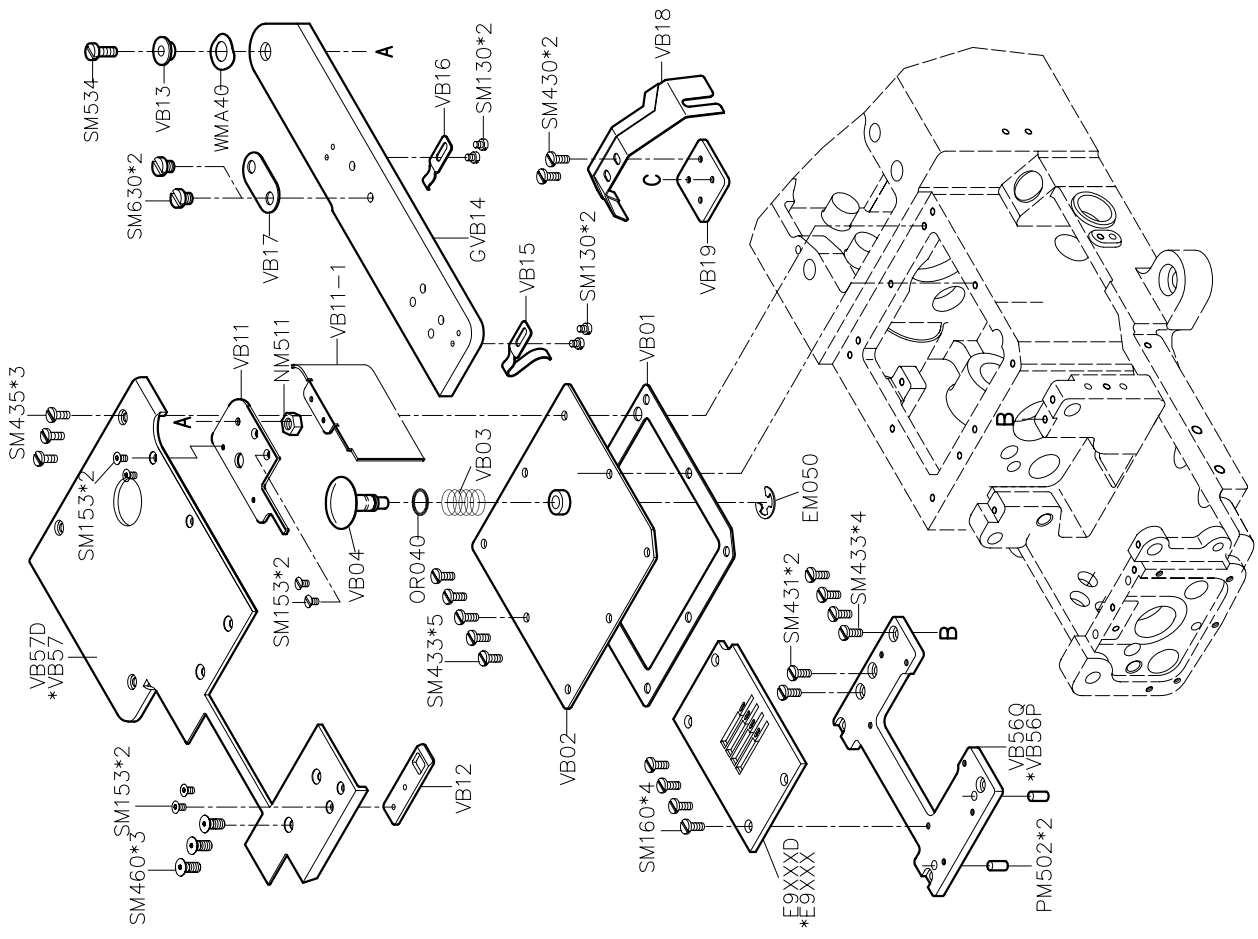 SM534
VB13
WMA40
A
SM630*2
VB17
GVB14
VB16
SM130*2
VB15
SM130*2
SM430*2
VB18
C
VB19
SM435*3
A
VB11
NM511
VB11-1
SM153*2
VB57D
*VB57
SM153*2
VB04
OR040
VB03
VB01
EM050
SM433*5
VB02
SM153*2
SM460*3
VB12
SM160*4
E9XXXD
*E9XXX
SM431*2
SM433*4
B
B
VB56Q
*VB56P
PM502*2